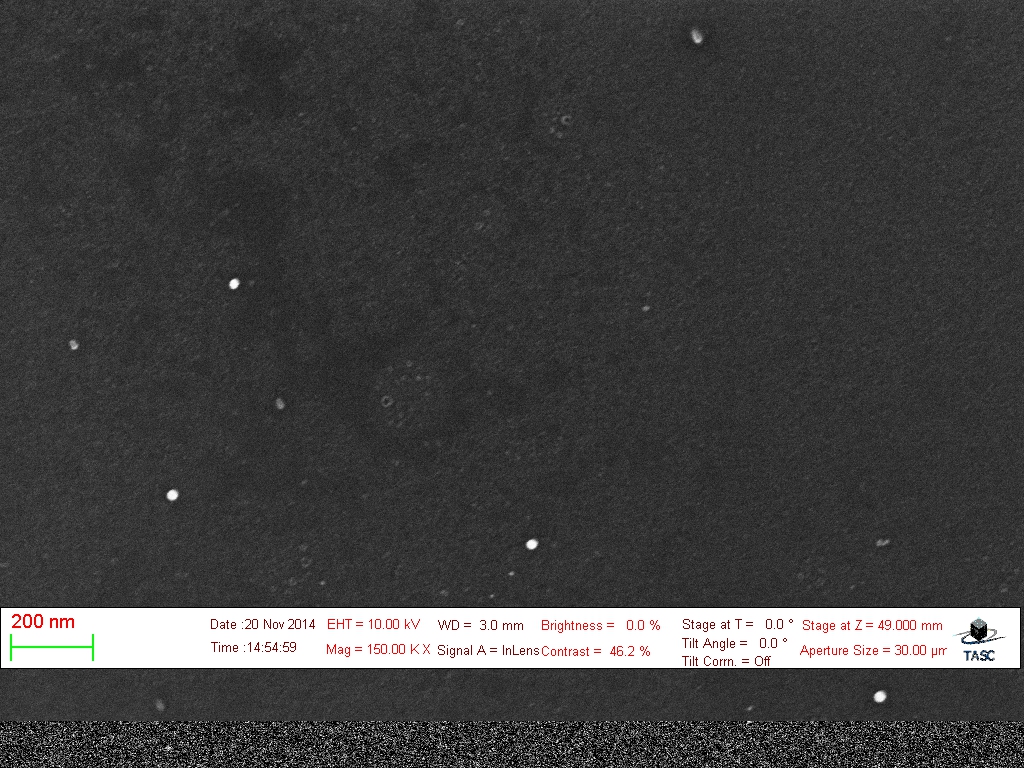 200 nm
Date :20 Nov 2014 EHT = 10.00 kV WD = 3.0 mm Brightness = 0.0 % Stage at T = 0.0 ° Stage at Z = 49.000 mm
Time :14:54:59 Mag = 150.00 K X Signal A = InLens Contrast = 46.2 % Tilt Angle = 0.0 ° Aperture Size = 30.00 µm
Tilt Corrn. = Off
TASC